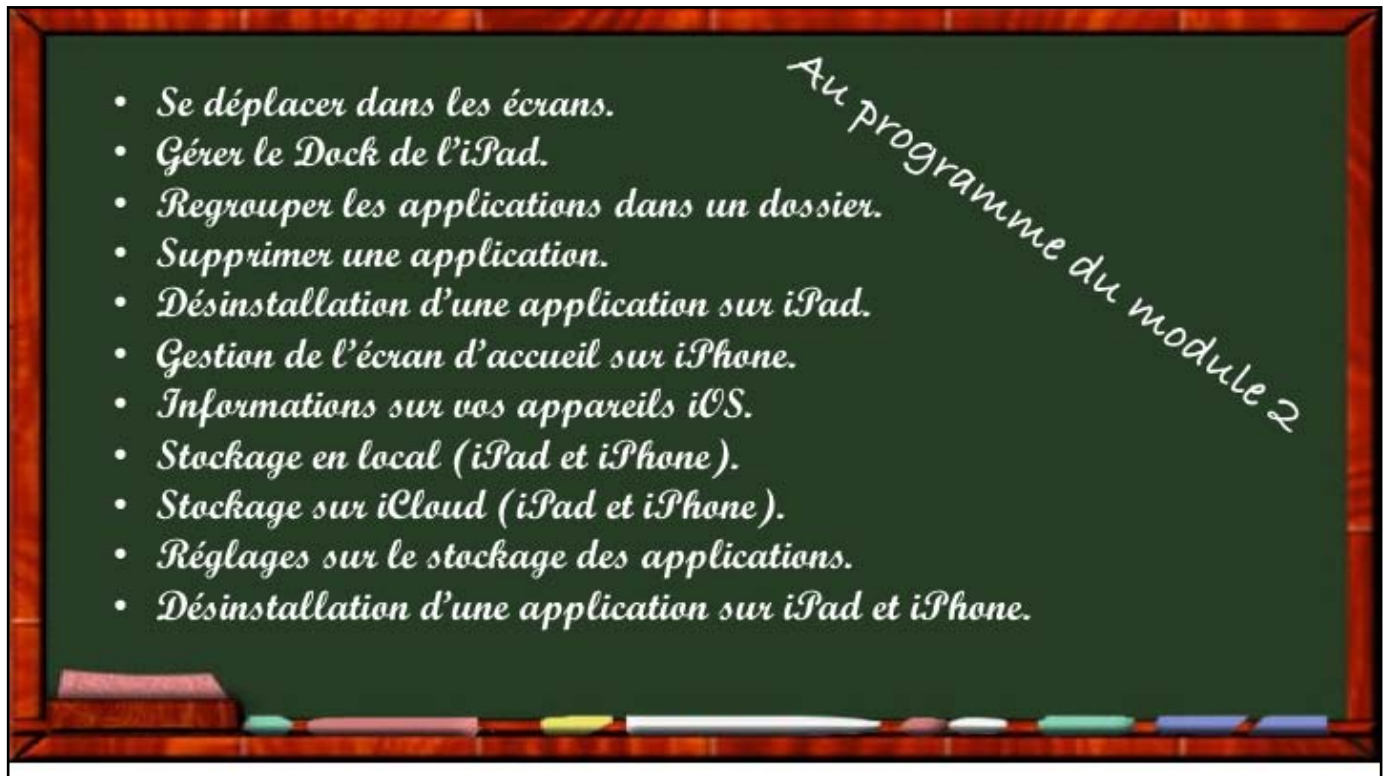 Au programme du module 2
• Se déplacer dans les écrans.
• Gérer le Dock de l'iPad.
• Regrouper les applications dans un dossier.
• Supprimer une application.
• Désinstallation d'une application sur iPad.
• Gestion de l'écran d'accueil sur iPhone.
• Informations sur vos appareils iOS.
• Stockage en local (iPad et iPhone).
• Stockage sur iCloud (iPad et iPhone).
• Réglages sur le stockage des applications.
• Désinstallation d'une application sur iPad et iPhone.